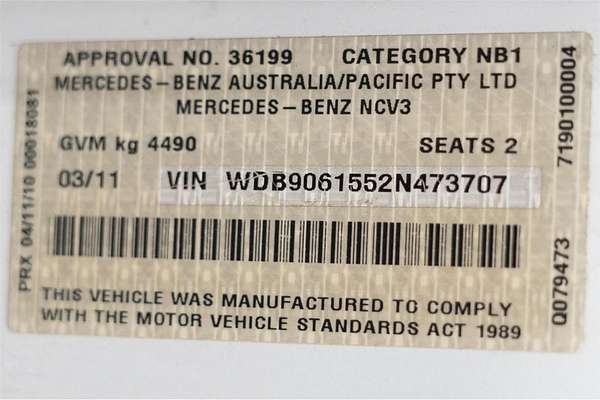 APPROVAL NO. 36199 CATEGORY NB1
MERCEDES-BENZ AUSTRALIA/PACIFIC PTY LTD
MERCEDES-BENZ NCV3
GVM kg 4490 SEATS 2
03/11 VIN WDB9061552N473707
THIS VEHICLE WAS MANUFACTURED TO COMPLY
WITH THE MOTOR VEHICLE STANDARDS ACT 1989
PRX 04/11/10 00018081
Q079473 7190100004